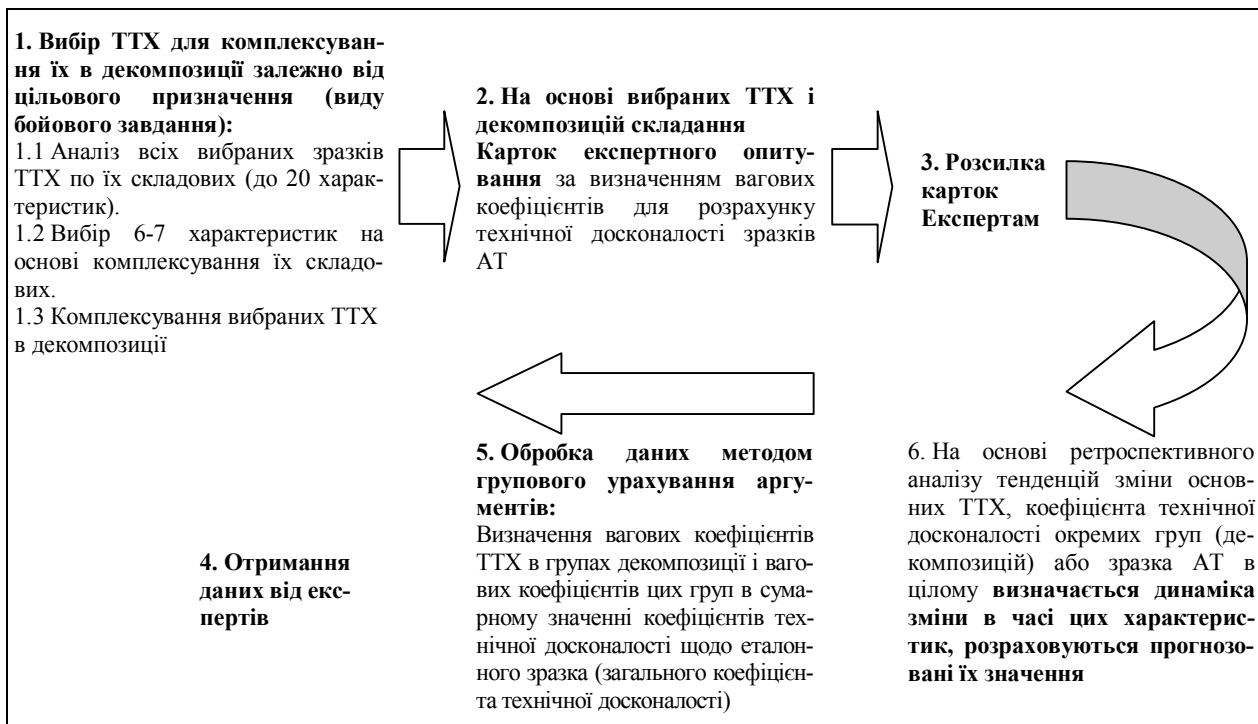 1. Вибір ТТХ для комплексуван-
ня їх в декомпозиції залежно від
цільового призначення (виду
бойового завдання):
1.1 Аналіз всіх вибраних зразків
ТТХ по їх складових (до 20 харак-
теристик).
1.2 Вибір 6-7 характеристик на
основі комплексування їх складо-
вих.
1.3 Комплексування вибраних ТТХ
в декомпозиції
2. На основі вибраних ТТХ і
декомпозицій складання
Карток експертного опиту-
вання за визначенням вагових
коефіцієнтів для розрахунку
технічної досконалості зразків
АТ
3. Розсилка
карток
Експертам
4. Отримання
даних від екс-
пертів
5. Обробка даних методом
групового урахування аргу-
ментів:
Визначення вагових коефіцієнтів
ТТХ в групах декомпозиції і ваго-
вих коефіцієнтів цих груп в сума-
рному значенні коефіцієнтів тех-
нічної досконалості щодо еталон-
ного зразка (загального коефіцієн-
та технічної досконалості)
6. На основі ретроспективного
аналізу тенденцій зміни основ-
них ТТХ, коефіцієнта технічної
досконалості окремих груп (де-
композицій) або зразка АТ в
цілому визначається динаміка
зміни в часі цих характерис-
тик, розраховуються прогнозо-
вані їх значення